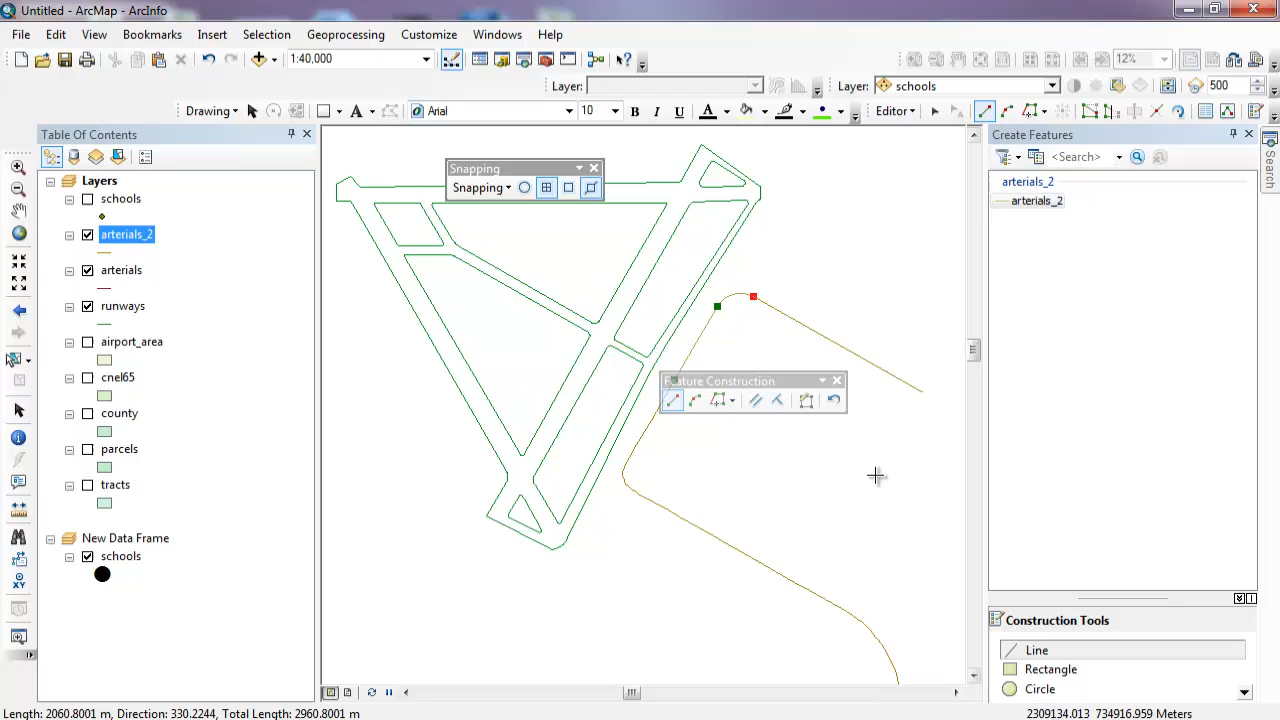 Untitled - ArcMap - ArcInfo
File Edit View Bookmarks Insert Selection Geoprocessing Customize Windows Help
1:40,000 12%
Layer: Layer: schools 500
Drawing A Arial 10 B I U A Editor
Table Of Contents
Create Features
<Search>
Search
Layers
schools
arterials_2
arterials
runways
airport_area
cnel65
county
parcels
tracts
New Data Frame
schools
XY
Snapping
Snapping
Feature Construction
arterials_2
arterials_2
Construction Tools
Line
Rectangle
Circle
Length: 2060.8001 m, Direction: 330.2244, Total Length: 2960.8001 m
2309134.013 734916.959 Meters